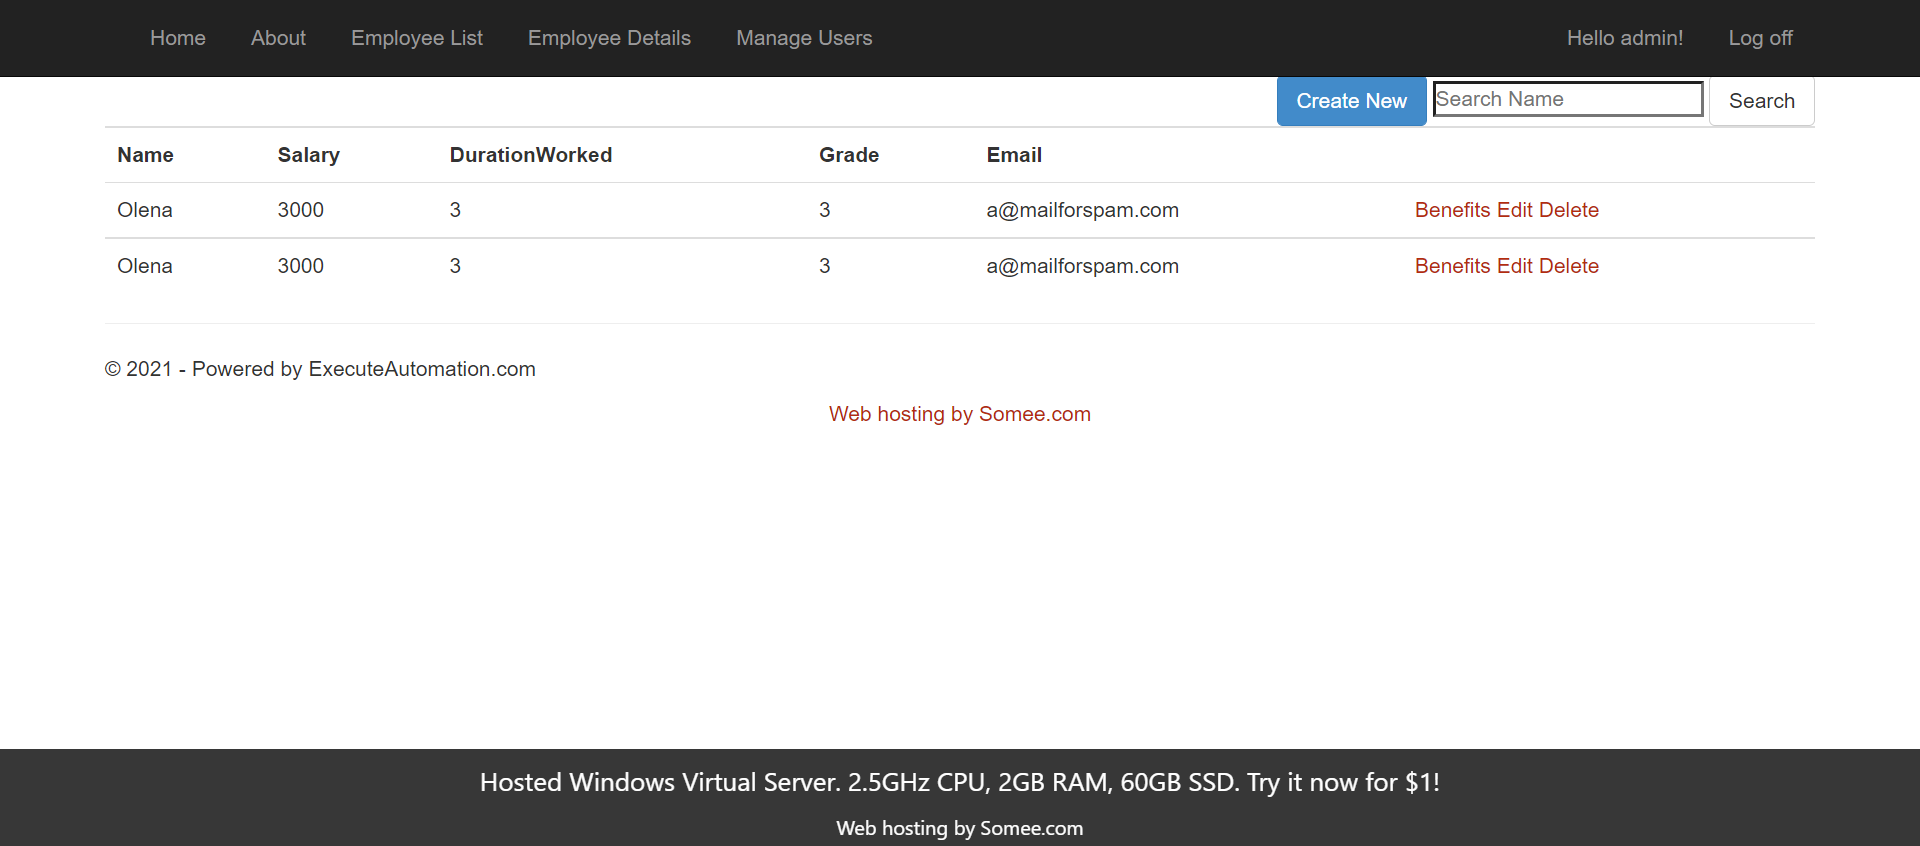 Home About Employee List Employee Details Manage Users Hello admin! Log off
Create New Search Name Search
Name Salary DurationWorked Grade Email
Olena 3000 3 3 a@mailforspam.com Benefits Edit Delete
Olena 3000 3 3 a@mailforspam.com Benefits Edit Delete
© 2021 - Powered by ExecuteAutomation.com
Web hosting by Somee.com
Hosted Windows Virtual Server. 2.5GHz CPU, 2GB RAM, 60GB SSD. Try it now for $1!
Web hosting by Somee.com